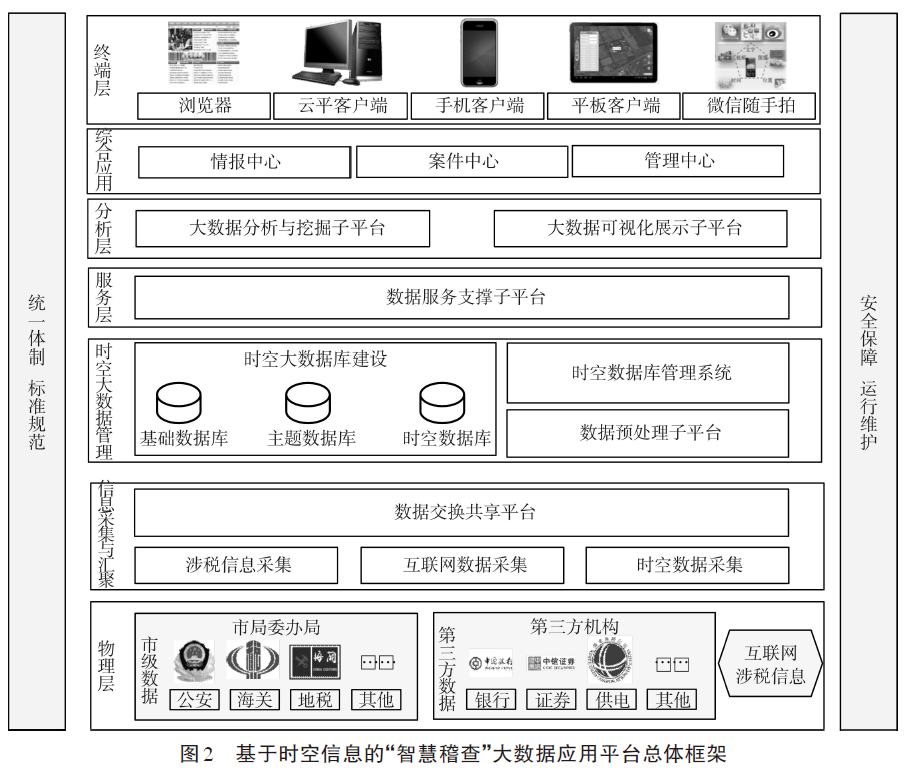 统一体制 标准规范
终端层
浏览器
云平客户端
手机客户端
平板客户端
微信随手拍
综合应用
情报中心
案件中心
管理中心
分析层
大数据分析与挖掘子平台
大数据可视化展示子平台
服务层
数据服务支撑子平台
时空大数据管理
时空大数据库建设
基础数据库
主题数据库
时空数据库
时空数据库管理系统
数据预处理子平台
信息采集与汇聚
数据交换共享平台
涉税信息采集
互联网数据采集
时空数据采集
物理层
市级数据
市局委办局
公安
海关
地税
其他
第三方数据
第三方机构
中国银行
中信证券
银行
证券
供电
其他
互联网
涉税信息
安全保障 运行维护
图2 基于时空信息的“智慧稽查”大数据应用平台总体框架